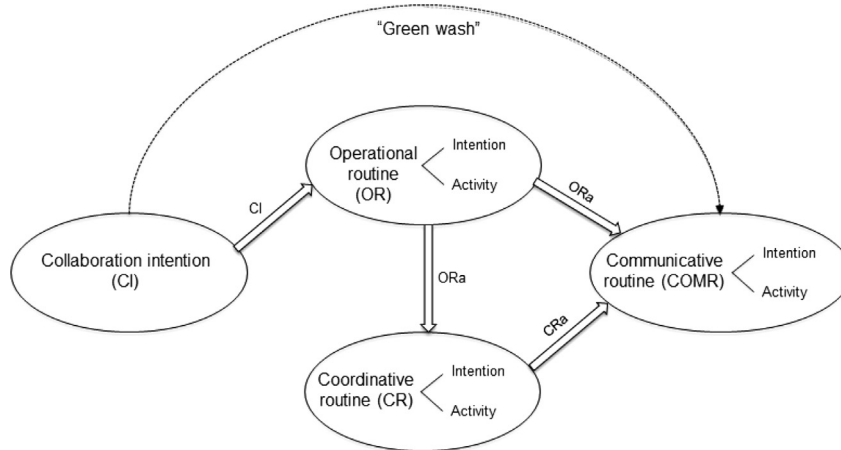 “Green wash”
Operational
routine
(OR)
Intention
Activity
CI
ORa
Collaboration intention
(CI)
Communicative
routine (COMR)
Intention
Activity
ORa
CRa
Coordinative
routine (CR)
Intention
Activity